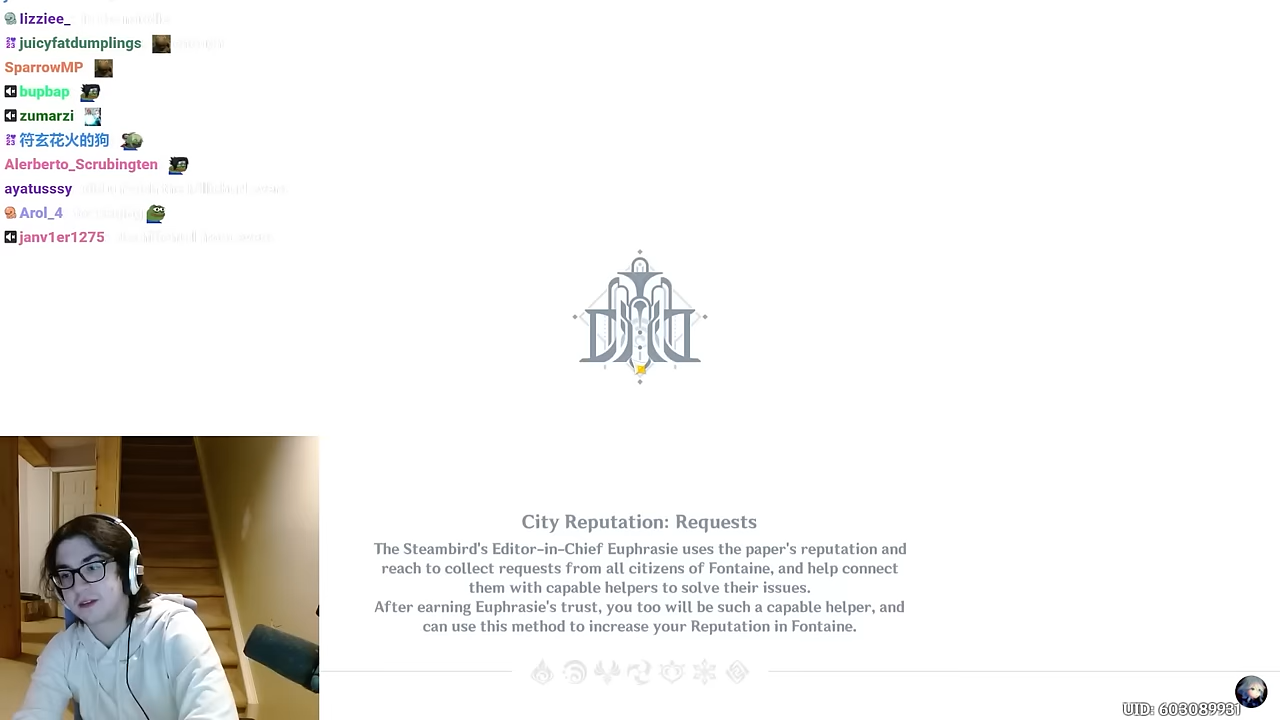 lizziee_
juicyfatdumplings
SparrowMP
bupbap
zumarzi
符玄花火的狗
Alerberto_Scrubingten
ayatusssy
Arol_4
janv1er1275
City Reputation: Requests
The Steambird's Editor-in-Chief Euphrasie uses the paper's reputation and
reach to collect requests from all citizens of Fontaine, and help connect
them with capable helpers to solve their issues.
After earning Euphrasie's trust, you too will be such a capable helper, and
can use this method to increase your Reputation in Fontaine.
UID: 603089931